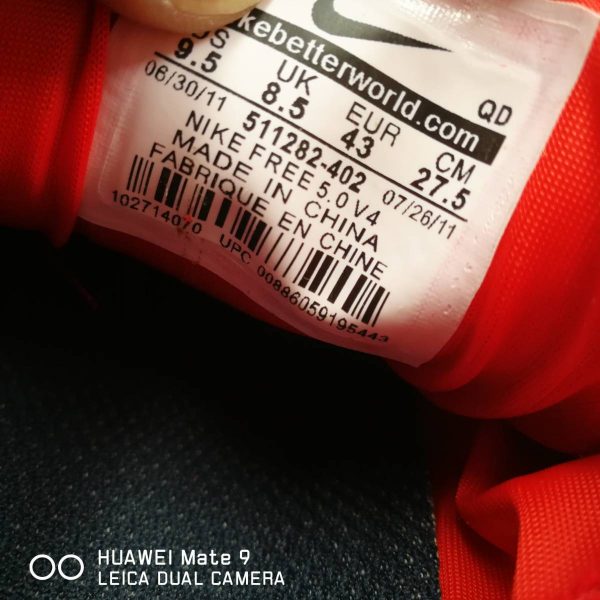 kebetterworld.com
US UK EUR CM QD
9.5 8.5 43 27.5
06/30/11 511282-402 07/26/11
NIKE FREE 5.0 V4
MADE IN CHINA
FABRIQUE EN CHINE
102714070 UPC 00886059195443
HUAWEI Mate 9
LEICA DUAL CAMERA